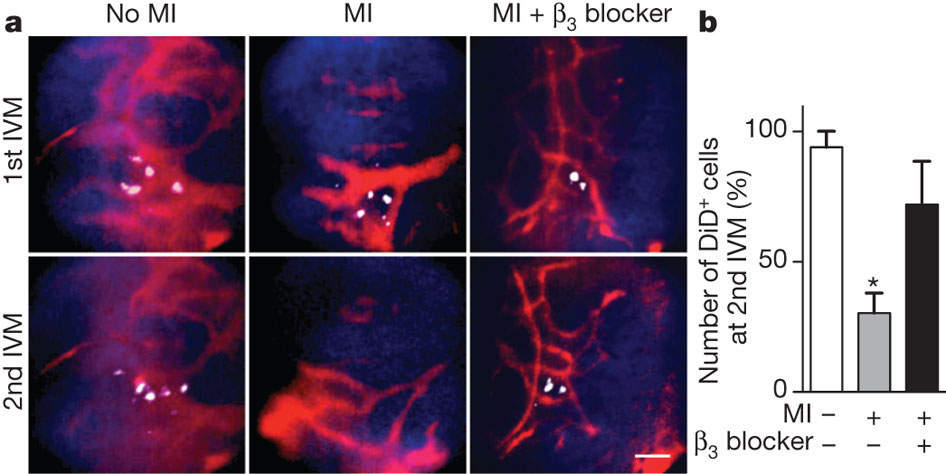 a
No MI
MI
MI + β3 blocker
1st IVM
2nd IVM
b
Number of DiD+ cells
at 2nd IVM (%)
100
50
0
*
MI – + +
β3 blocker – – +